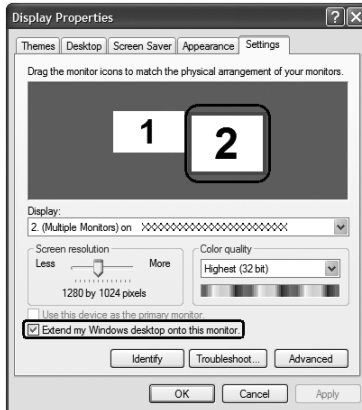 Display Properties
Themes Desktop Screen Saver Appearance Settings
Drag the monitor icons to match the physical arrangement of your monitors.
1 2
Display:
2. (Multiple Monitors) on XXXXXXXXXXXXXXXXXXXXXXX
Screen resolution
Less More
1280 by 1024 pixels
Color quality
Highest (32 bit)
Use this device as the primary monitor.
Extend my Windows desktop onto this monitor.
Identify Troubleshoot... Advanced
OK Cancel Apply